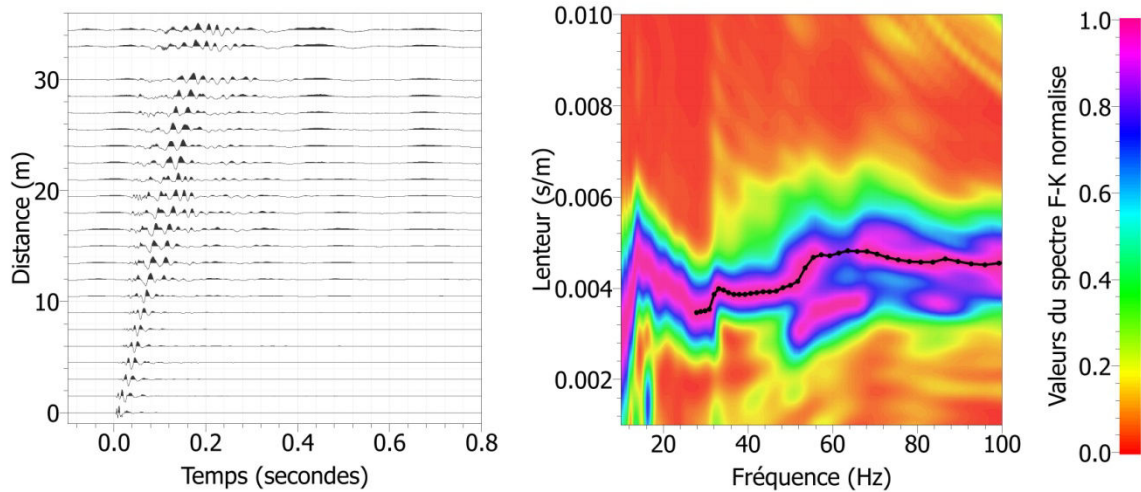 Distance (m)
30
20
10
0
0.0 0.2 0.4 0.6 0.8
Temps (secondes)
Lenteur (s/m)
0.010
0.008
0.006
0.004
0.002
20 40 60 80 100
Fréquence (Hz)
Valeurs du spectre F-K normalise
1.0
0.8
0.6
0.4
0.2
0.0